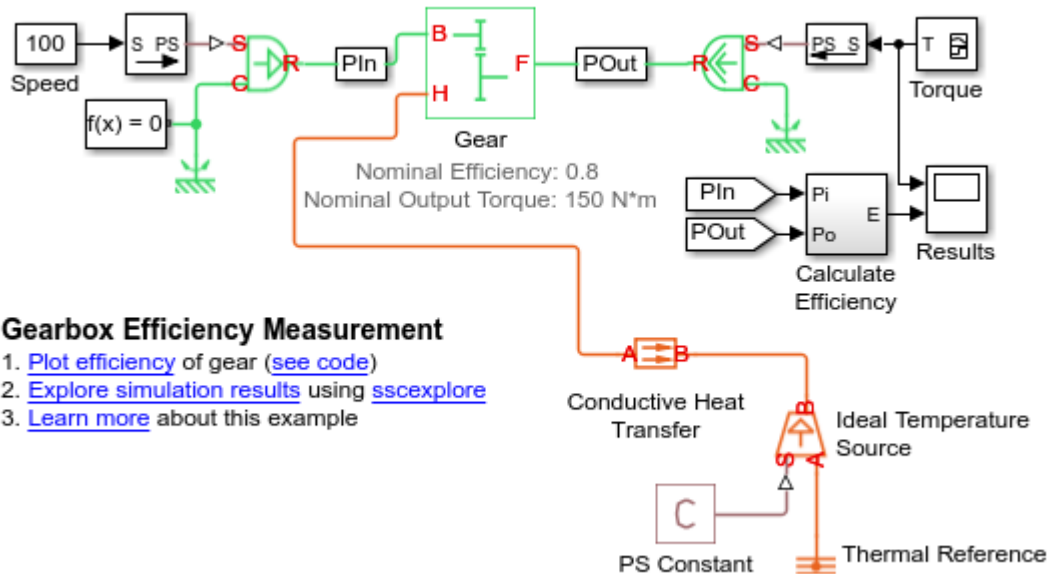 100
S PS
S
R
C
Speed
f(x) = 0
PIn
B
F
H
Gear
Nominal Efficiency: 0.8
Nominal Output Torque: 150 N*m
POut
S
R
C
PS S
T
Torque
PIn
POut
Pi
Po
E
Calculate
Efficiency
Results
Gearbox Efficiency Measurement
1. Plot efficiency of gear (see code)
2. Explore simulation results using sscexplore
3. Learn more about this example
A
B
Conductive Heat
Transfer
B
S
A
Ideal Temperature
Source
C
PS Constant
Thermal Reference